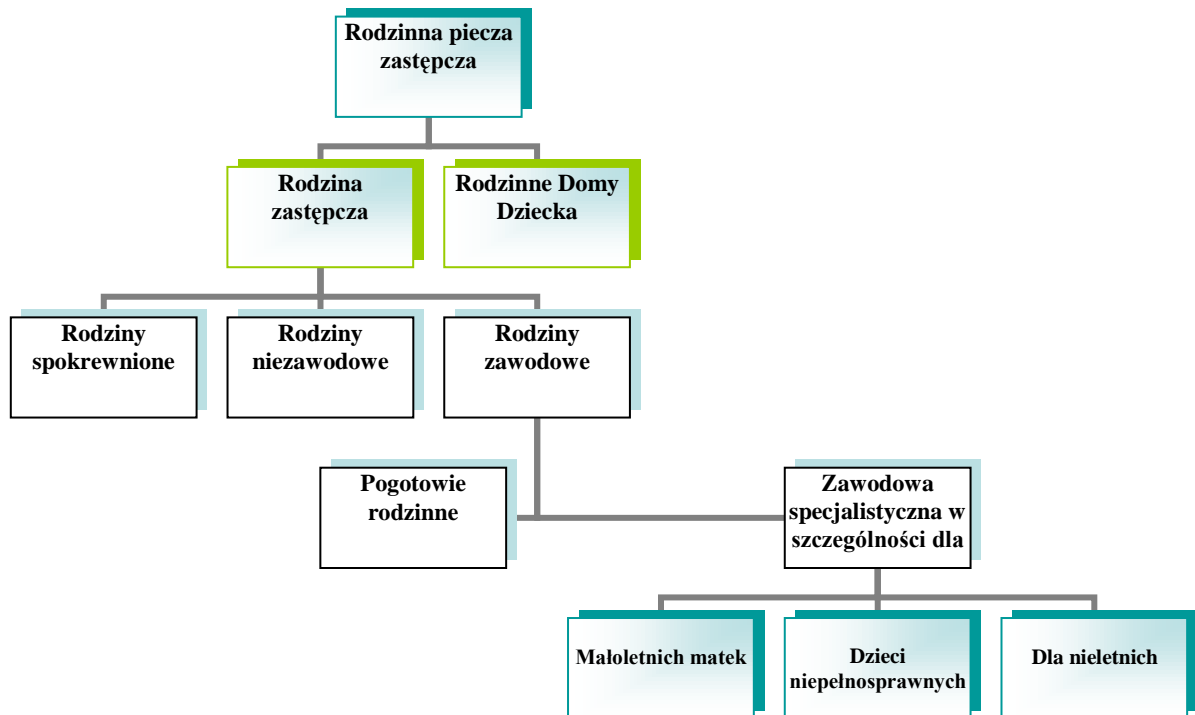 Rodzinna piecza
zastępcza
Rodzina
zastępcza
Rodzinne Domy
Dziecka
Rodziny
spokrewnione
Rodziny
niezawodowe
Rodziny
zawodowe
Pogotowie
rodzinne
Zawodowa
specjalistyczna w
szczególności dla
Małoletnich matek
Dzieci
niepełnosprawnych
Dla nieletnich